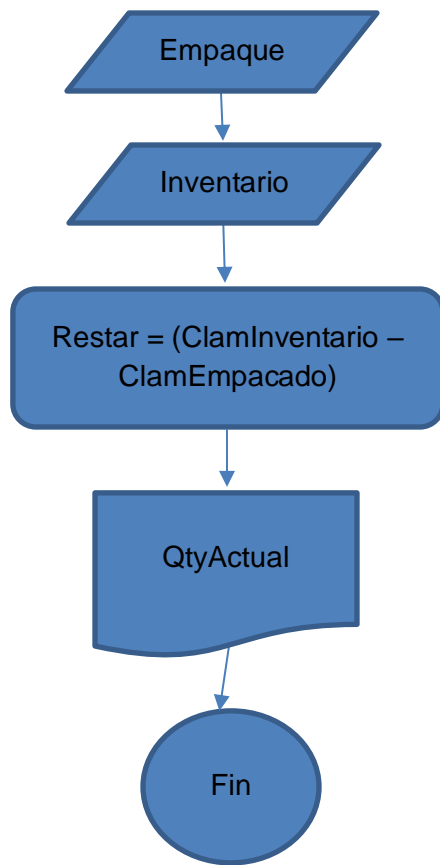 Empaque
Inventario
Restar = (ClamInventario –
ClamEmpacado)
QtyActual
Fin